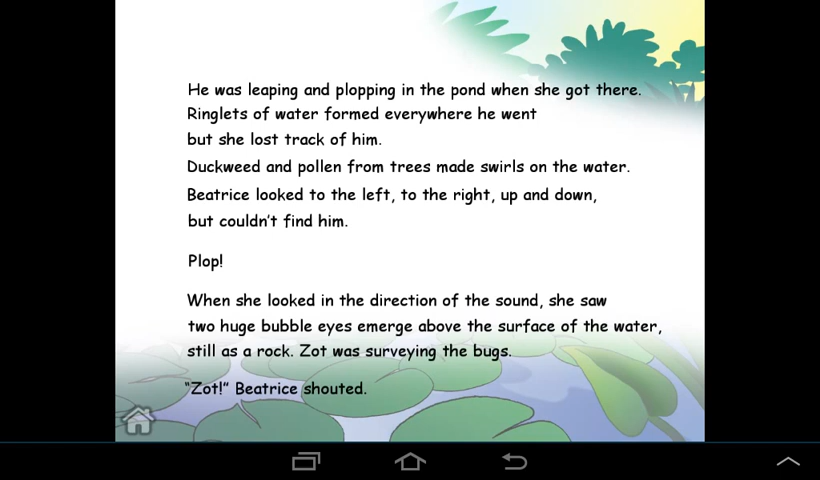 He was leaping and plopping in the pond when she got there.
Ringlets of water formed everywhere he went
but she lost track of him.
Duckweed and pollen from trees made swirls on the water.
Beatrice looked to the left, to the right, up and down,
but couldn't find him.
Plop!
When she looked in the direction of the sound, she saw
two huge bubble eyes emerge above the surface of the water,
still as a rock. Zot was surveying the bugs.
"Zot!" Beatrice shouted.